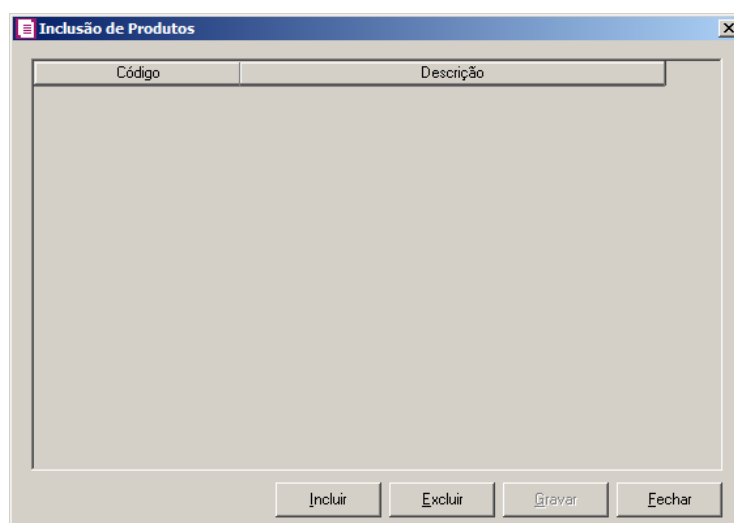 Inclusão de Produtos
Código Descrição
Incluir Excluir Gravar Fechar